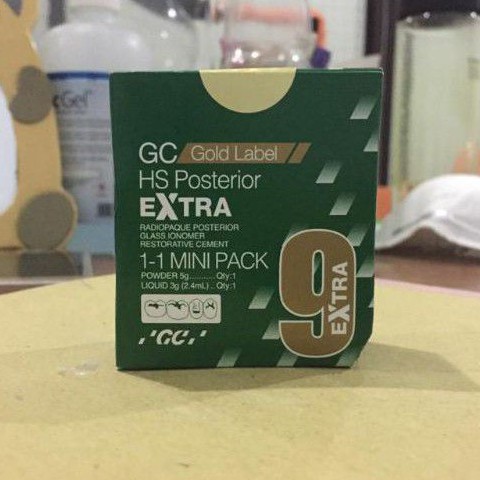 GC Gold Label
HS Posterior
EXTRA
RADIOPAQUE POSTERIOR
GLASS IONOMER
RESTORATIVE CEMENT
1-1 MINI PACK
POWDER 5g.......... Qty:1
LIQUID 3g (2.4mL) .. Qty:1
GC
9
EXTRA
Gel